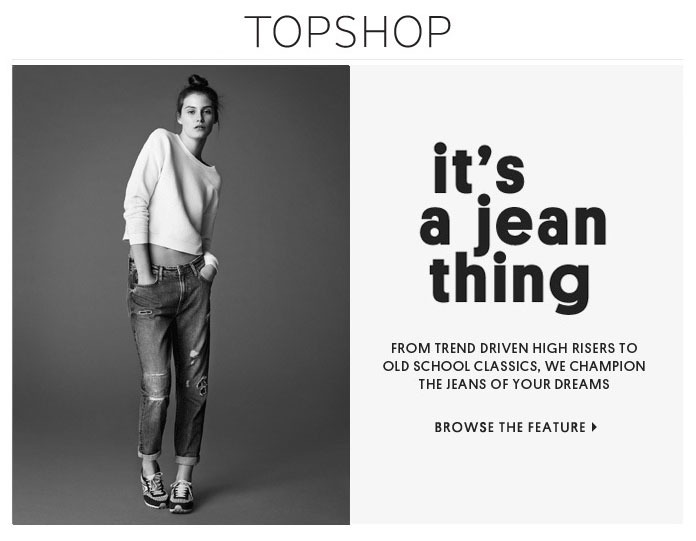 TOPSHOP
it's
a jean
thing
FROM TREND DRIVEN HIGH RISERS TO
OLD SCHOOL CLASSICS, WE CHAMPION
THE JEANS OF YOUR DREAMS
BROWSE THE FEATURE